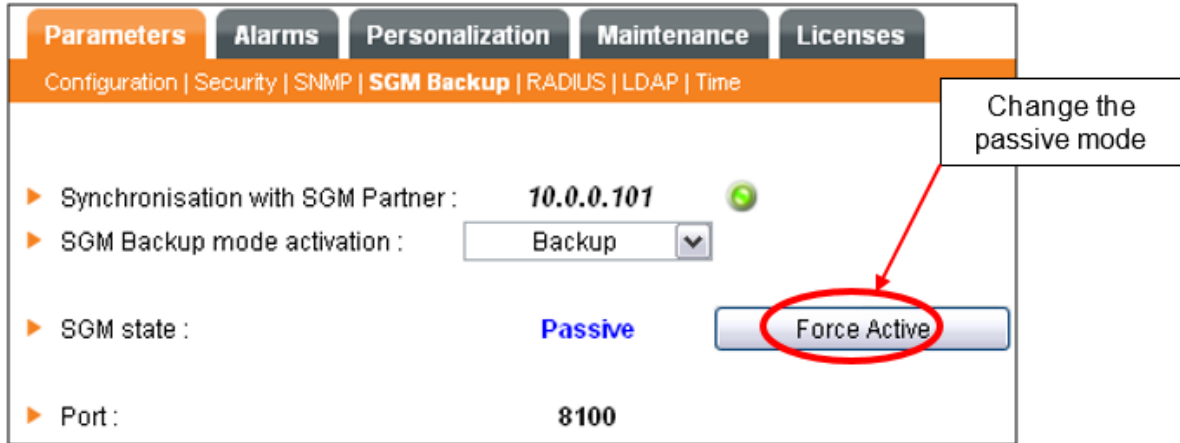 Parameters Alarms Personalization Maintenance Licenses
Configuration | Security | SNMP | SGM Backup | RADIUS | LDAP | Time
Change the
passive mode
Synchronisation with SGM Partner : 10.0.0.101
SGM Backup mode activation : Backup
SGM state : Passive Force Active
Port : 8100